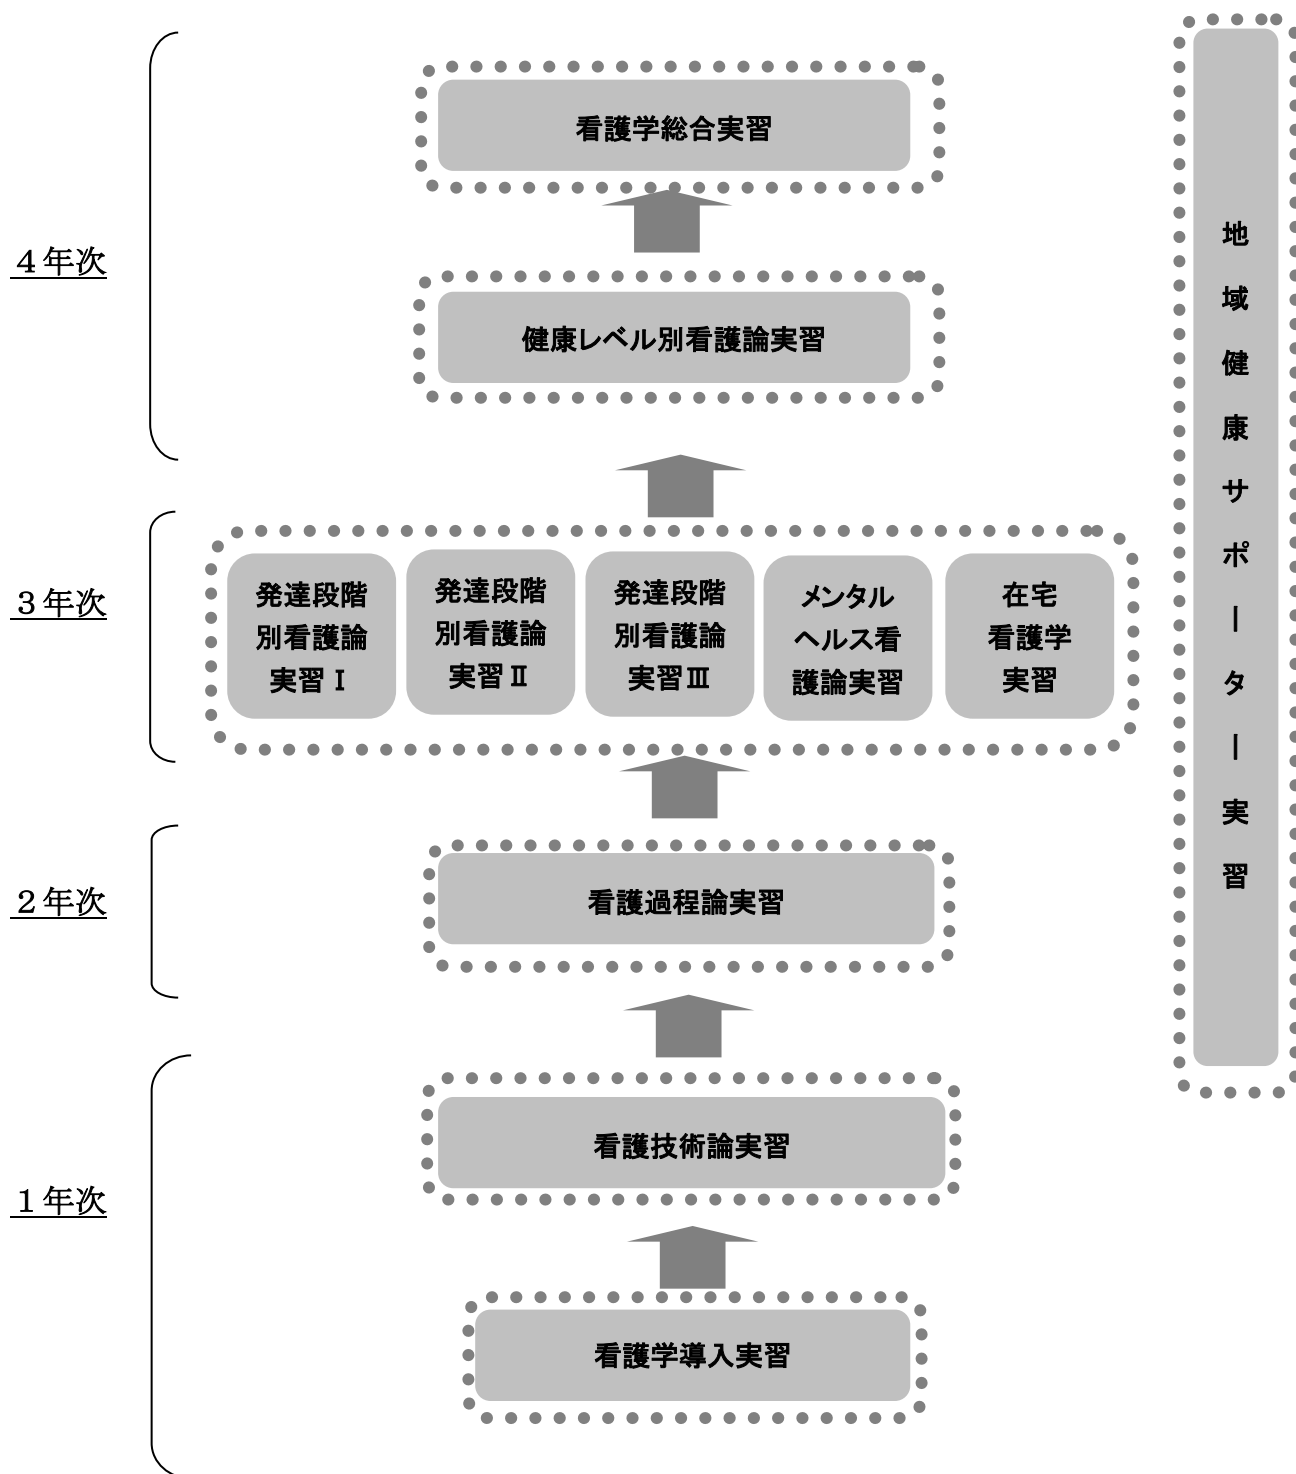 4年次
看護学総合実習
健康レベル別看護論実習
3年次
発達段階
別看護論
実習Ⅰ
発達段階
別看護論
実習Ⅱ
発達段階
別看護論
実習Ⅲ
メンタル
ヘルス看
護論実習
在宅
看護学
実習
2年次
看護過程論実習
1年次
看護技術論実習
看護学導入実習
地域健康サポーター実習